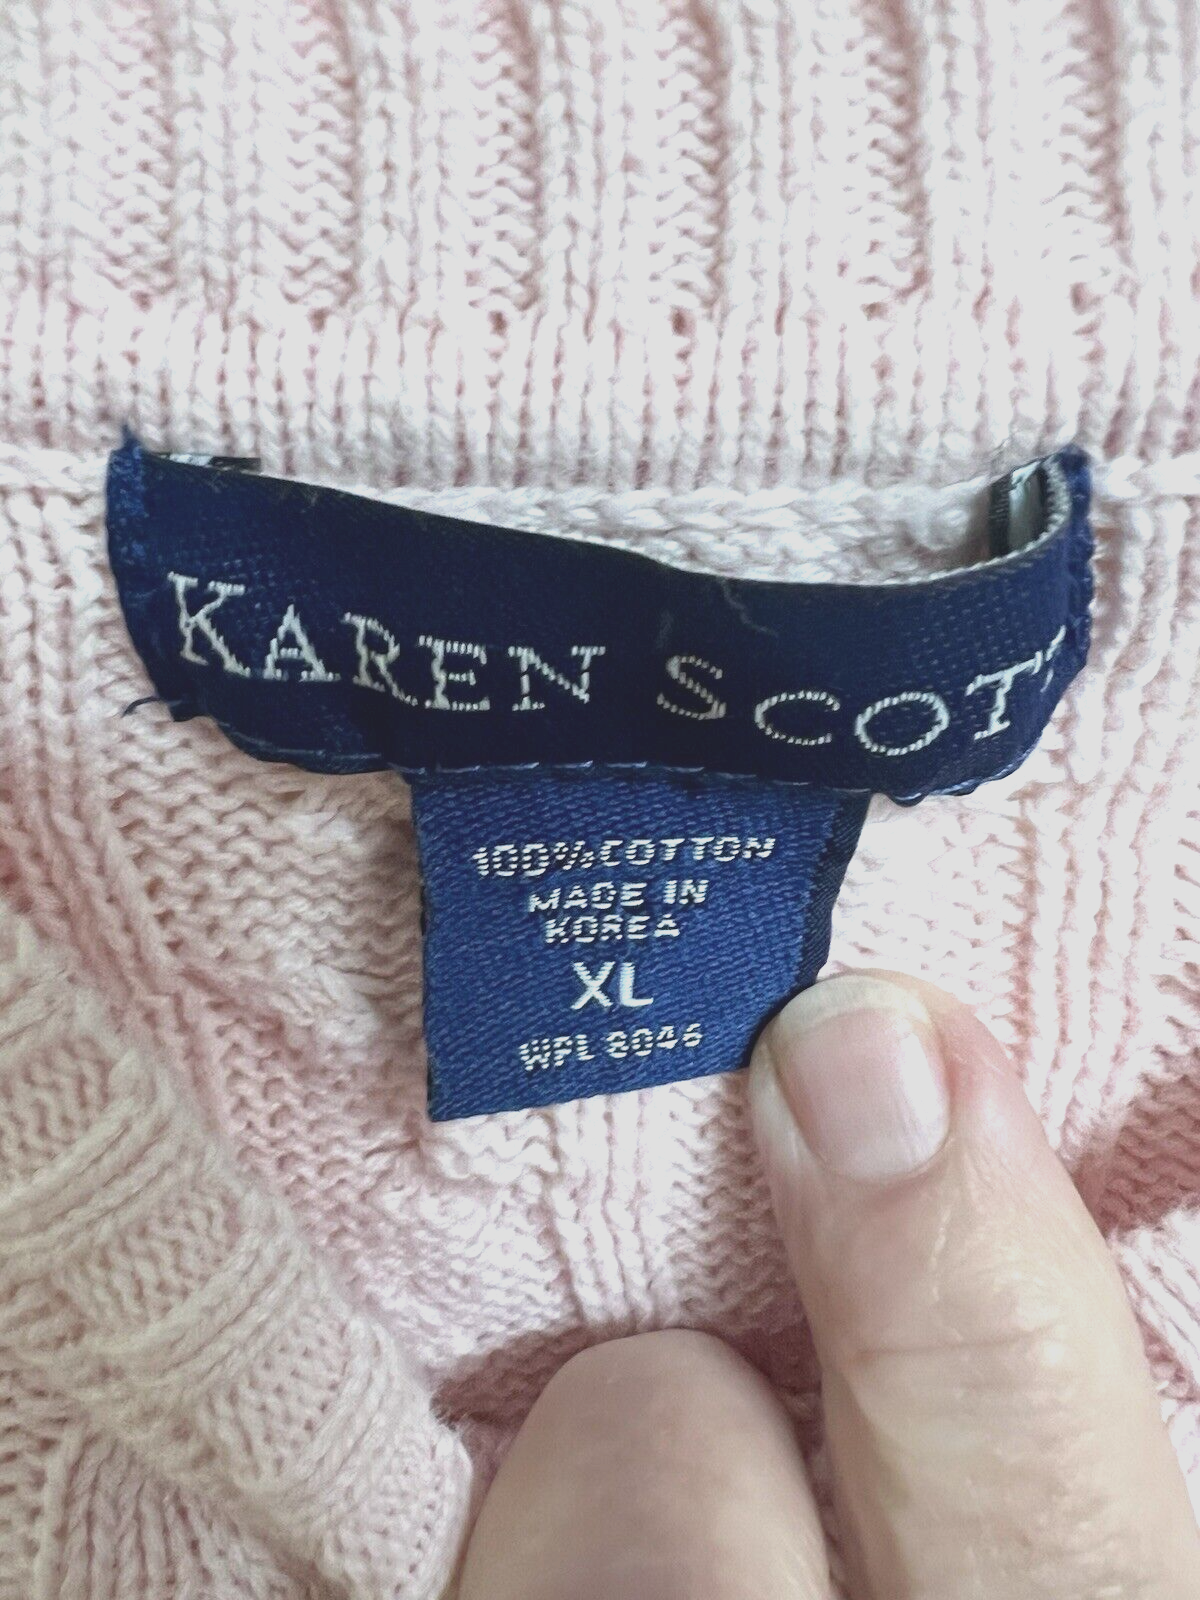 KAREN SCOTT
100% COTTON
MADE IN
KOREA
XL
WPL 8046